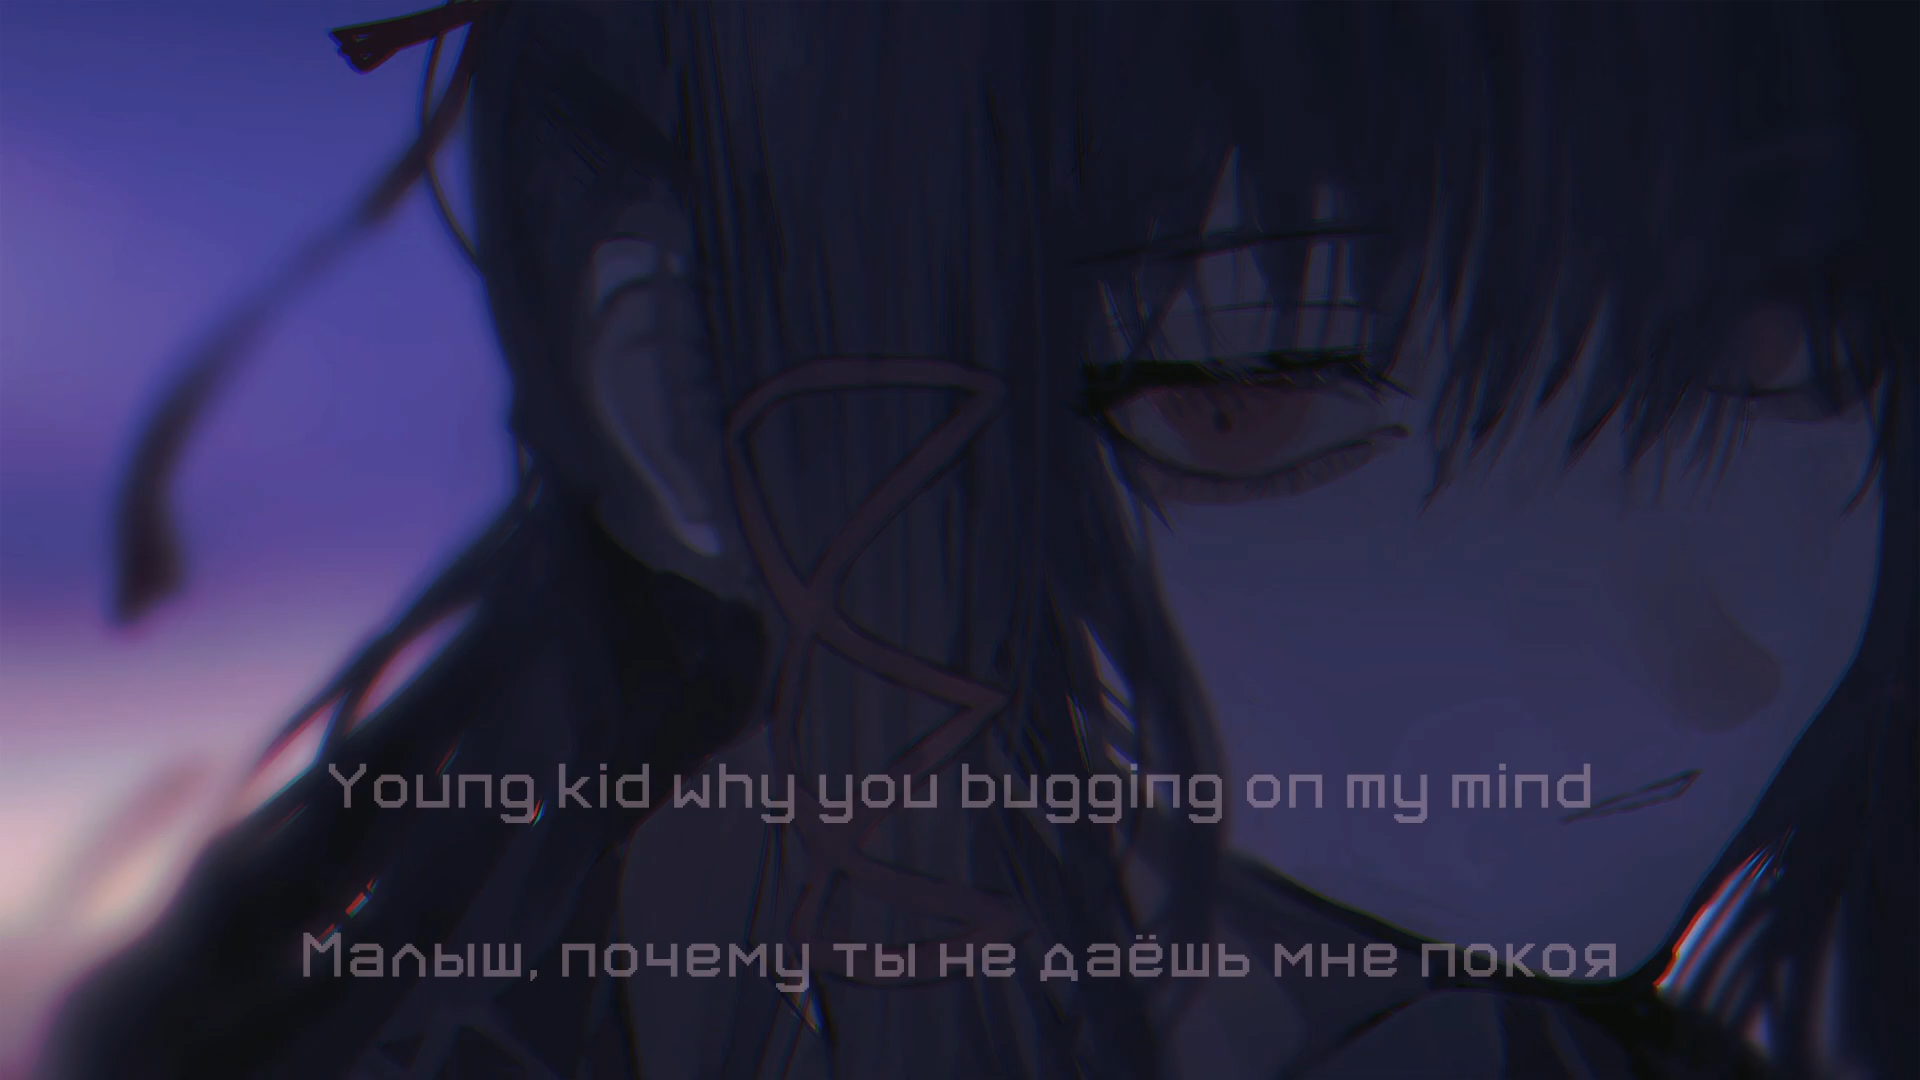 Young kid why you bugging on my mind
Малыш, почему ты не даёшь мне покоя